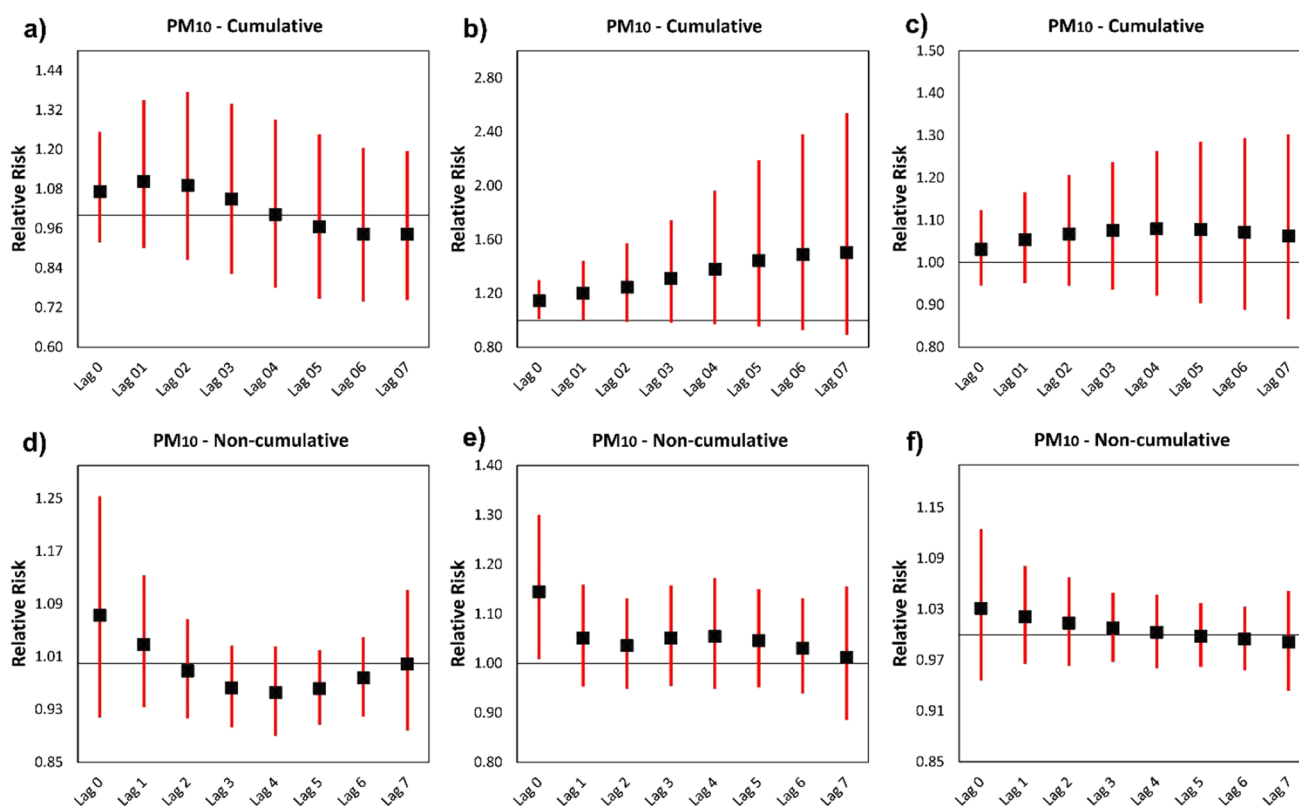 a)
PM10 - Cumulative
Relative Risk
1.44
1.32
1.20
1.08
0.96
0.84
0.72
0.60
Lag 0
Lag 01
Lag 02
Lag 03
Lag 04
Lag 05
Lag 06
Lag 07
b)
PM10 - Cumulative
Relative Risk
2.80
2.40
2.00
1.60
1.20
0.80
Lag 0
Lag 01
Lag 02
Lag 03
Lag 04
Lag 05
Lag 06
Lag 07
c)
PM10 - Cumulative
Relative Risk
1.50
1.40
1.30
1.20
1.10
1.00
0.90
0.80
Lag 0
Lag 01
Lag 02
Lag 03
Lag 04
Lag 05
Lag 06
Lag 07
d)
PM10 - Non-cumulative
Relative Risk
1.25
1.17
1.09
1.01
0.93
0.85
Lag 0
Lag 1
Lag 2
Lag 3
Lag 4
Lag 5
Lag 6
Lag 7
e)
PM10 - Non-cumulative
Relative Risk
1.40
1.30
1.20
1.10
1.00
0.90
0.80
Lag 0
Lag 1
Lag 2
Lag 3
Lag 4
Lag 5
Lag 6
Lag 7
f)
PM10 - Non-cumulative
Relative Risk
1.15
1.09
1.03
0.97
0.91
0.85
Lag 0
Lag 1
Lag 2
Lag 3
Lag 4
Lag 5
Lag 6
Lag 7